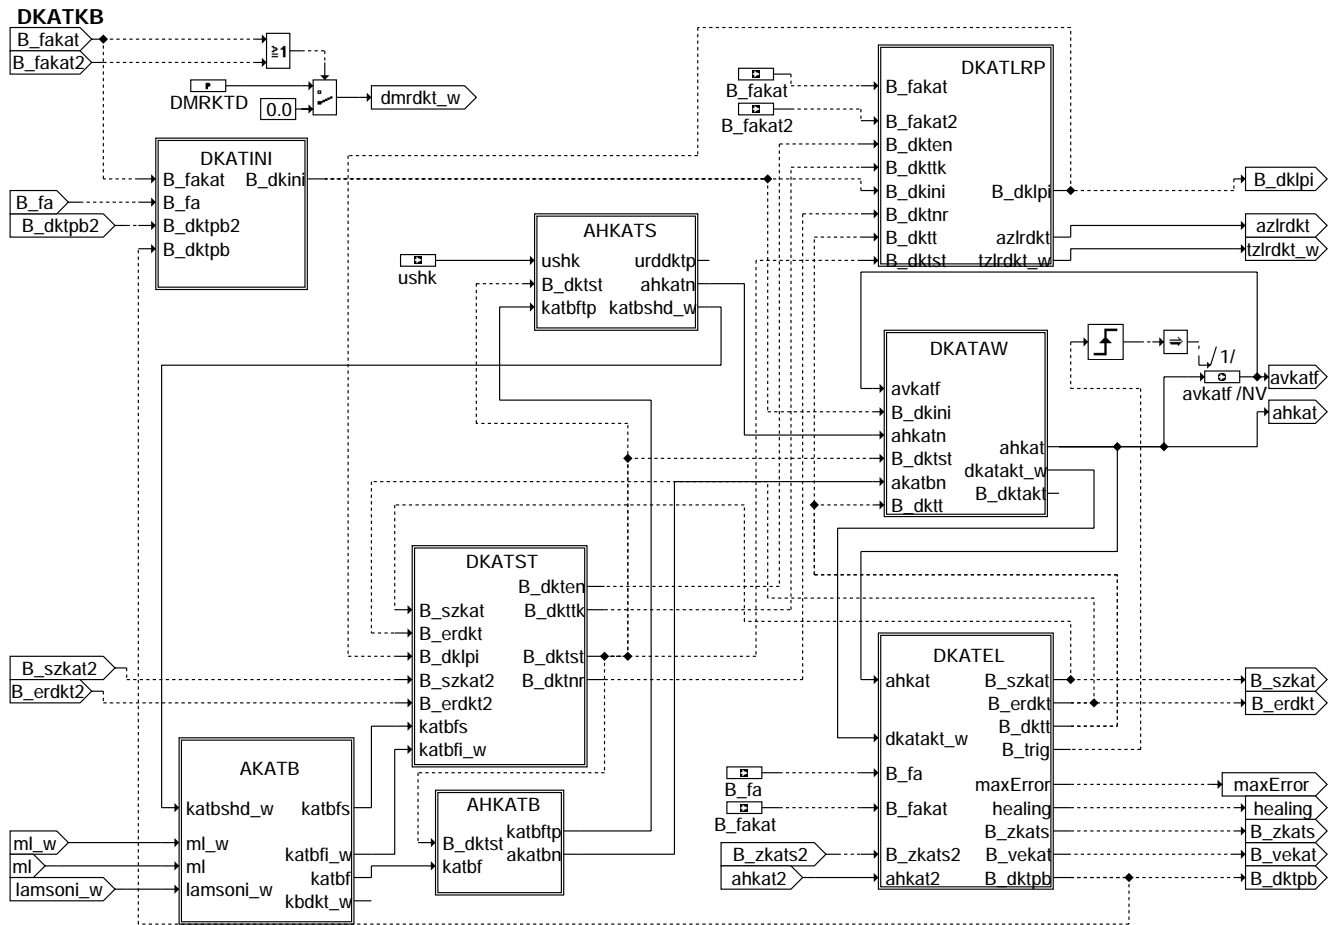 DKATKB
B_fakat
B_fakat2
≥1
DMRKTD
P
0.0
dmrdkt_w
DKATINI
B_fakat B_dkini
B_fa
B_dktpb2
B_dktpb
B_fa
B_dktpb2
B_fakat
B_fakat2
DKATLRP
B_fakat
B_fakat2
B_dkten
B_dkttk
B_dkini
B_dktnr
B_dktt
B_dktst
B_dklpi
azlrdkt
tzlrdkt_w
B_dklpi
azlrdkt
tzlrdkt_w
ushk
AHKATS
ushk urddktp
B_dktst ahkatn
katbftp katbshd_w
DKATAW
avkatf
B_dkini
ahkatn
B_dktst
akatbn
B_dktt
ahkat
dkatakt_w
B_dktakt
/1/
avkatf /NV
avkatf
ahkat
DKATST
B_szkat
B_erdkt
B_dklpi
B_szkat2
B_erdkt2
katbfs
katbfi_w
B_dkten
B_dkttk
B_dktst
B_dktnr
B_szkat2
B_erdkt2
DKATEL
ahkat
dkatakt_w
B_fa
B_fakat
B_zkats2
ahkat2
B_szkat
B_erdkt
B_dktt
B_trig
maxError
healing
B_zkats
B_vekat
B_dktpb
B_szkat
B_erdkt
maxError
healing
B_zkats
B_vekat
B_dktpb
B_fa
B_fakat
B_zkats2
ahkat2
AKATB
katbshd_w katbfs
ml_w
ml
lamsoni_w
katbfi_w
katbf
kbdkt_w
ml_w
ml
lamsoni_w
AHKATB
B_dktst
katbf
katbftp
akatbn